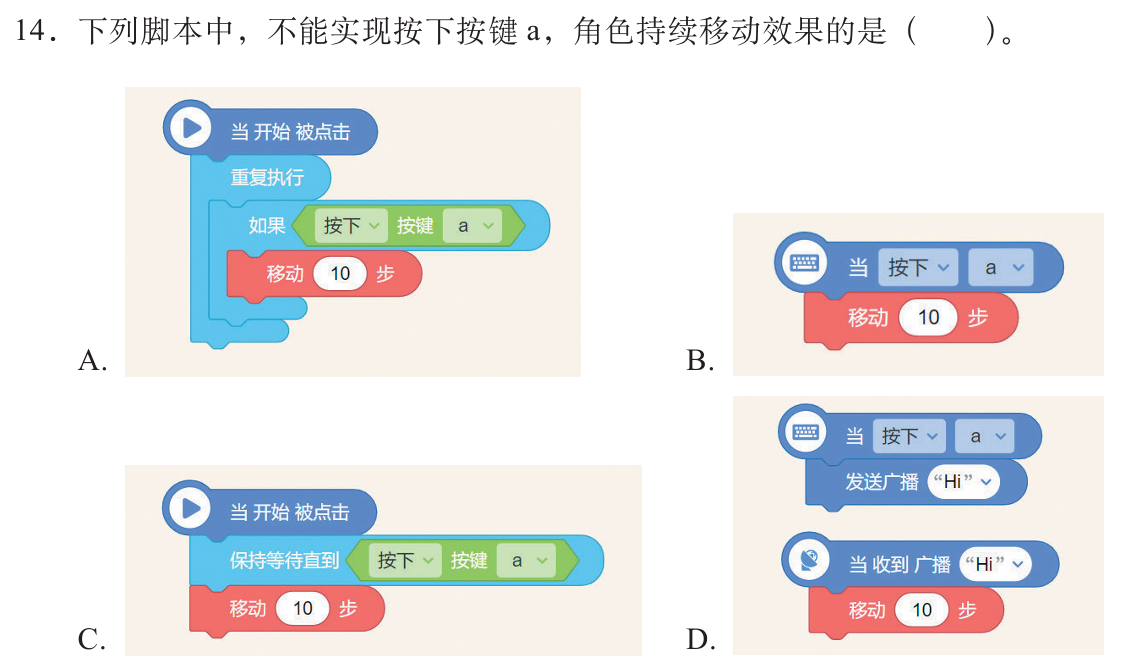 14. 下列脚本中，不能实现按下按键 a，角色持续移动效果的是（　　）。
A.
当 开始 被点击
重复执行
如果 按下 按键 a
移动 10 步
B.
当 按下 a
移动 10 步
C.
当 开始 被点击
保持等待直到 按下 按键 a
移动 10 步
D.
当 按下 a
发送广播 “Hi”
当 收到 广播 “Hi”
移动 10 步